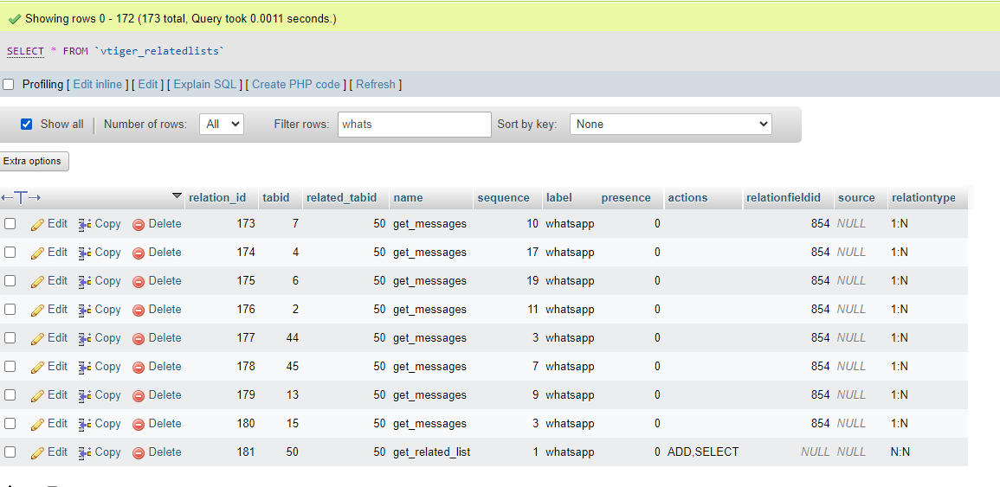 Showing rows 0 - 172 (173 total, Query took 0.0011 seconds.)
SELECT * FROM `vtiger_relatedlists`
Profiling [ Edit inline ] [ Edit ] [ Explain SQL ] [ Create PHP code ] [ Refresh ]
Show all Number of rows: All Filter rows: whats Sort by key: None
Extra options
relation_id tabid related_tabid name sequence label presence actions relationfieldid source relationtype
Edit Copy Delete 173 7 50 get_messages 10 whatsapp 0 854 NULL 1:N
Edit Copy Delete 174 4 50 get_messages 17 whatsapp 0 854 NULL 1:N
Edit Copy Delete 175 6 50 get_messages 19 whatsapp 0 854 NULL 1:N
Edit Copy Delete 176 2 50 get_messages 11 whatsapp 0 854 NULL 1:N
Edit Copy Delete 177 44 50 get_messages 3 whatsapp 0 854 NULL 1:N
Edit Copy Delete 178 45 50 get_messages 7 whatsapp 0 854 NULL 1:N
Edit Copy Delete 179 13 50 get_messages 9 whatsapp 0 854 NULL 1:N
Edit Copy Delete 180 15 50 get_messages 3 whatsapp 0 854 NULL 1:N
Edit Copy Delete 181 50 50 get_related_list 1 whatsapp 0 ADD,SELECT NULL NULL N:N